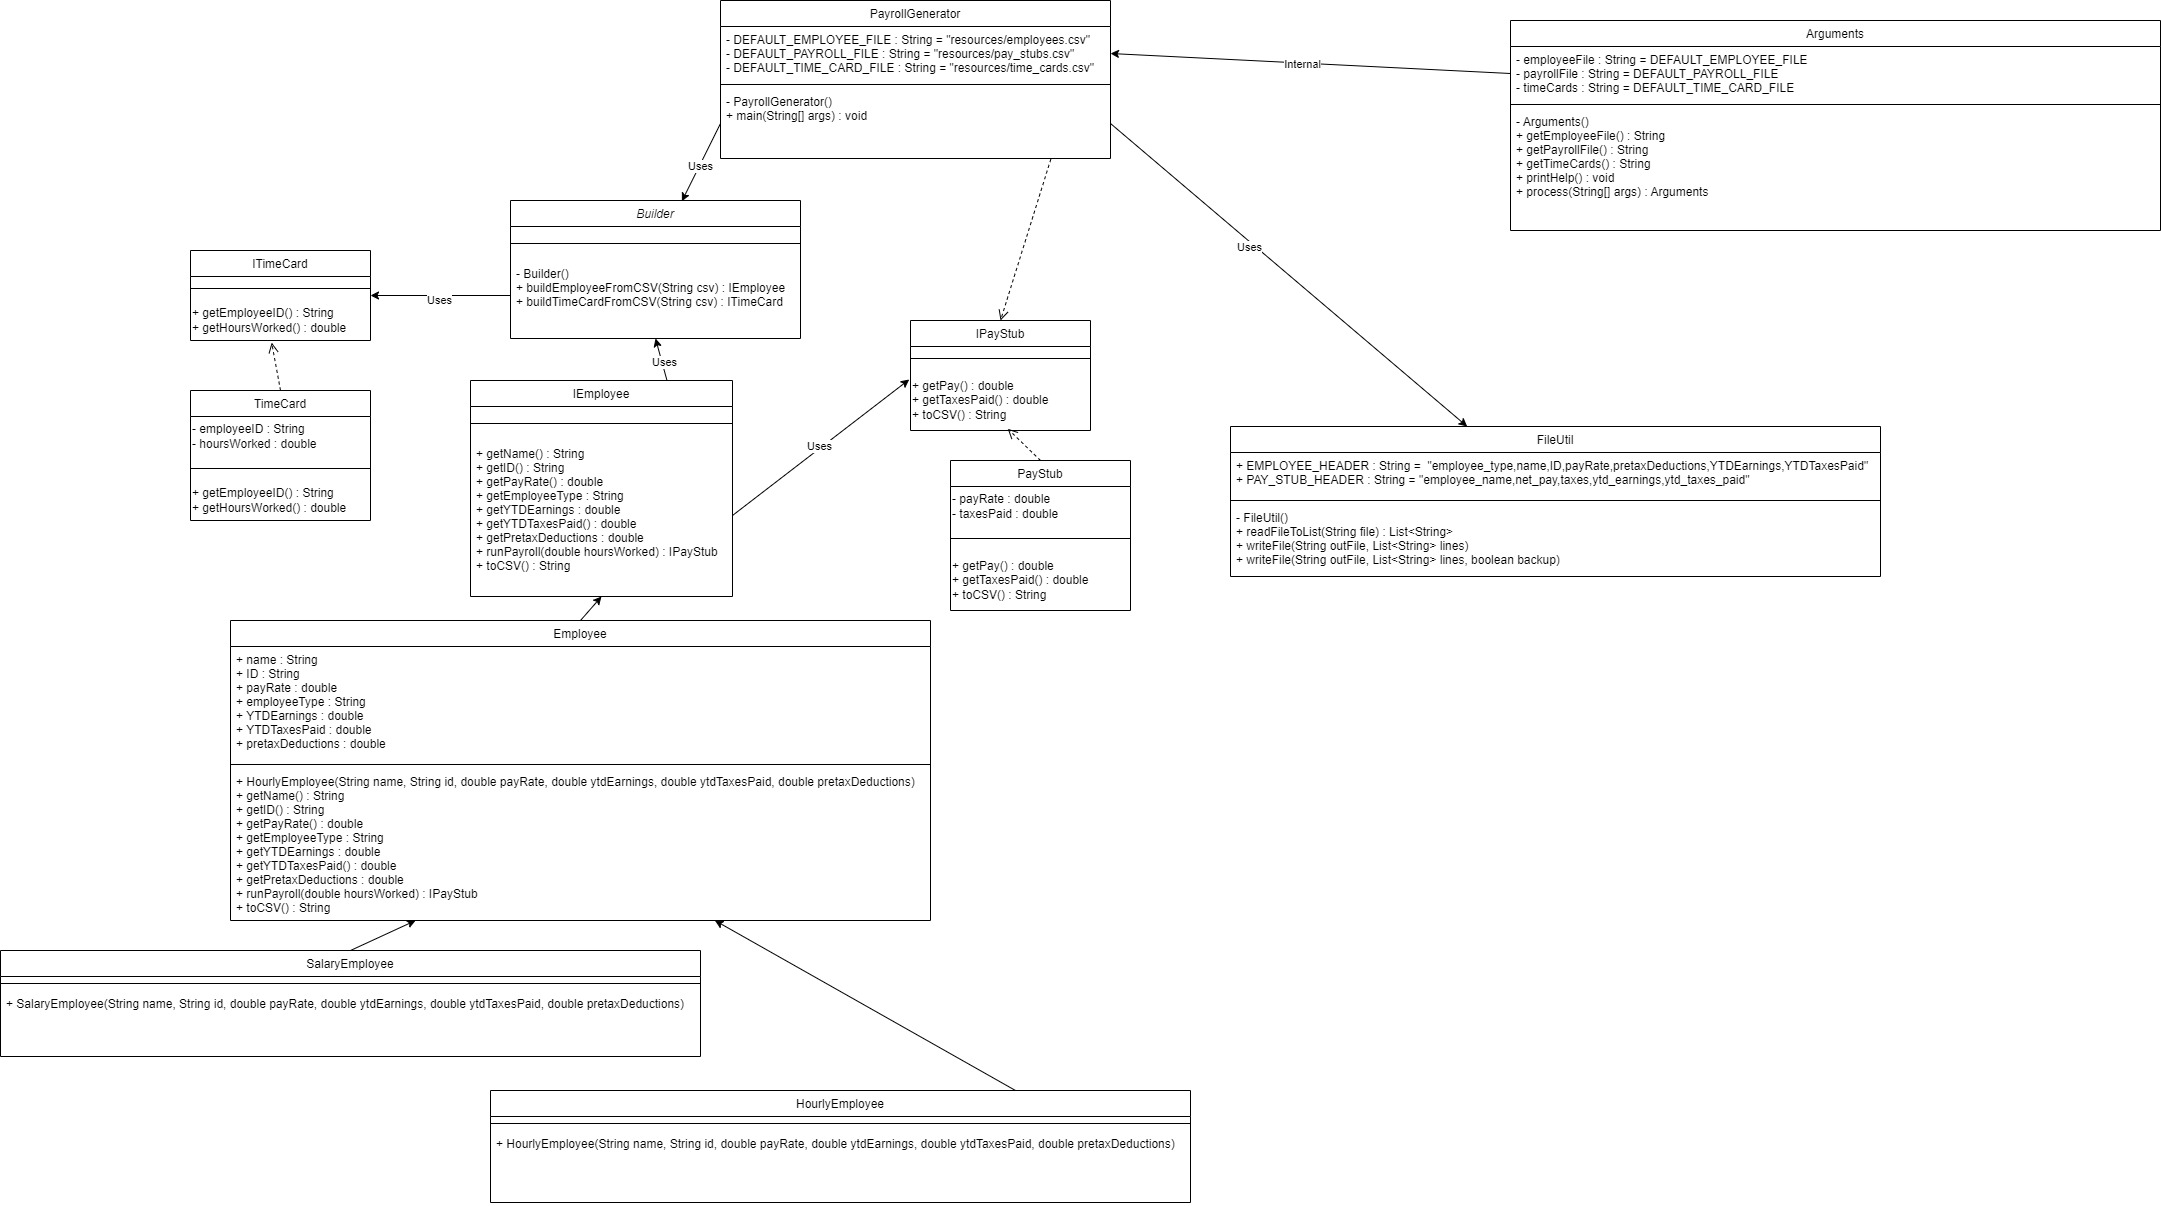 PayrollGenerator
- DEFAULT_EMPLOYEE_FILE : String = "resources/employees.csv"
- DEFAULT_PAYROLL_FILE : String = "resources/pay_stubs.csv"
- DEFAULT_TIME_CARD_FILE : String = "resources/time_cards.csv"
- PayrollGenerator()
+ main(String[] args) : void
Internal
Arguments
- employeeFile : String = DEFAULT_EMPLOYEE_FILE
- payrollFile : String = DEFAULT_PAYROLL_FILE
- timeCards : String = DEFAULT_TIME_CARD_FILE
- Arguments()
+ getEmployeeFile() : String
+ getPayrollFile() : String
+ getTimeCards() : String
+ printHelp() : void
+ process(String[] args) : Arguments
Uses
Uses
Builder
- Builder()
+ buildEmployeeFromCSV(String csv) : IEmployee
+ buildTimeCardFromCSV(String csv) : ITimeCard
Uses
ITimeCard
+ getEmployeeID() : String
+ getHoursWorked() : double
TimeCard
- employeeID : String
- hoursWorked : double
+ getEmployeeID() : String
+ getHoursWorked() : double
Uses
IEmployee
+ getName() : String
+ getID() : String
+ getPayRate() : double
+ getEmployeeType : String
+ getYTDEarnings : double
+ getYTDTaxesPaid() : double
+ getPretaxDeductions : double
+ runPayroll(double hoursWorked) : IPayStub
+ toCSV() : String
Uses
IPayStub
+ getPay() : double
+ getTaxesPaid() : double
+ toCSV() : String
PayStub
- payRate : double
- taxesPaid : double
+ getPay() : double
+ getTaxesPaid() : double
+ toCSV() : String
FileUtil
+ EMPLOYEE_HEADER : String =  "employee_type,name,ID,payRate,pretaxDeductions,YTDEarnings,YTDTaxesPaid"
+ PAY_STUB_HEADER : String = "employee_name,net_pay,taxes,ytd_earnings,ytd_taxes_paid"
- FileUtil()
+ readFileToList(String file) : List<String>
+ writeFile(String outFile, List<String> lines)
+ writeFile(String outFile, List<String> lines, boolean backup)
Employee
+ name : String
+ ID : String
+ payRate : double
+ employeeType : String
+ YTDEarnings : double
+ YTDTaxesPaid : double
+ pretaxDeductions : double
+ HourlyEmployee(String name, String id, double payRate, double ytdEarnings, double ytdTaxesPaid, double pretaxDeductions)
+ getName() : String
+ getID() : String
+ getPayRate() : double
+ getEmployeeType : String
+ getYTDEarnings : double
+ getYTDTaxesPaid() : double
+ getPretaxDeductions : double
+ runPayroll(double hoursWorked) : IPayStub
+ toCSV() : String
SalaryEmployee
+ SalaryEmployee(String name, String id, double payRate, double ytdEarnings, double ytdTaxesPaid, double pretaxDeductions)
HourlyEmployee
+ HourlyEmployee(String name, String id, double payRate, double ytdEarnings, double ytdTaxesPaid, double pretaxDeductions)